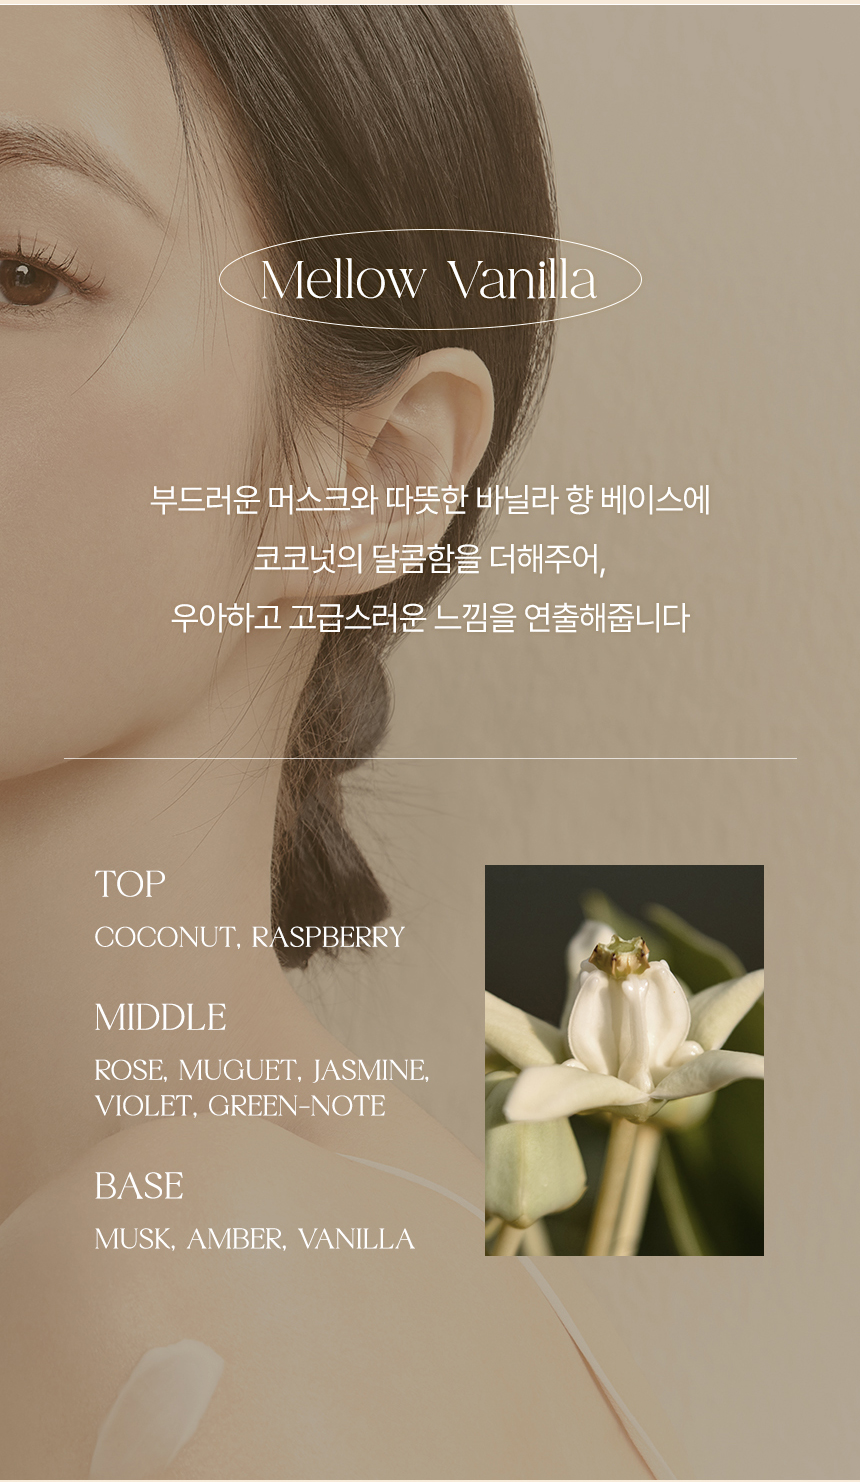 Mellow Vanilla
부드러운 머스크와 따뜻한 바닐라 향 베이스에
코코넛의 달콤함을 더해주어,
우아하고 고급스러운 느낌을 연출해줍니다
TOP
COCONUT, RASPBERRY
MIDDLE
ROSE, MUGUET, JASMINE,
VIOLET, GREEN-NOTE
BASE
MUSK, AMBER, VANILLA